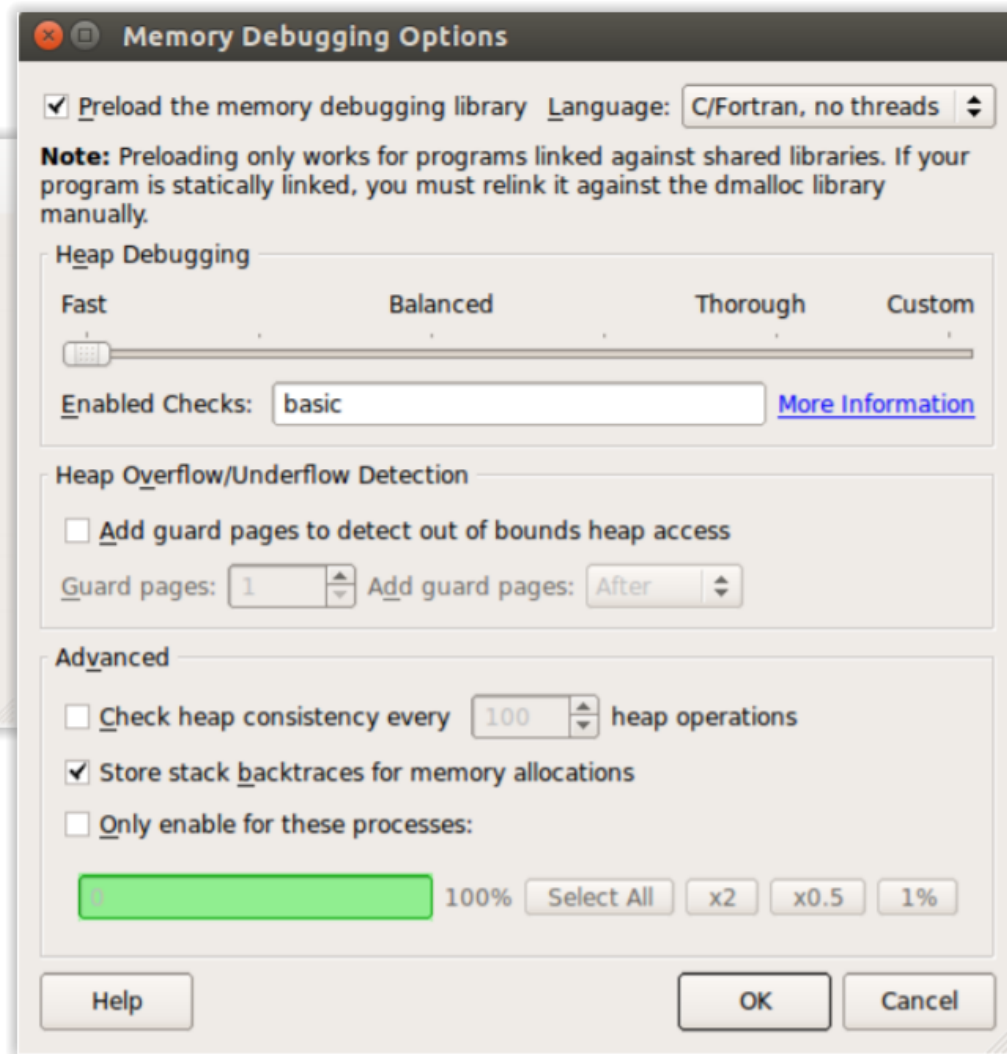 Memory Debugging Options
Preload the memory debugging library Language: C/Fortran, no threads
Note: Preloading only works for programs linked against shared libraries. If your
program is statically linked, you must relink it against the dmalloc library
manually.
Heap Debugging
Fast Balanced Thorough Custom
Enabled Checks: basic More Information
Heap Overflow/Underflow Detection
Add guard pages to detect out of bounds heap access
Guard pages: 1 Add guard pages: After
Advanced
Check heap consistency every 100 heap operations
Store stack backtraces for memory allocations
Only enable for these processes:
0 100% Select All x2 x0.5 1%
Help OK Cancel